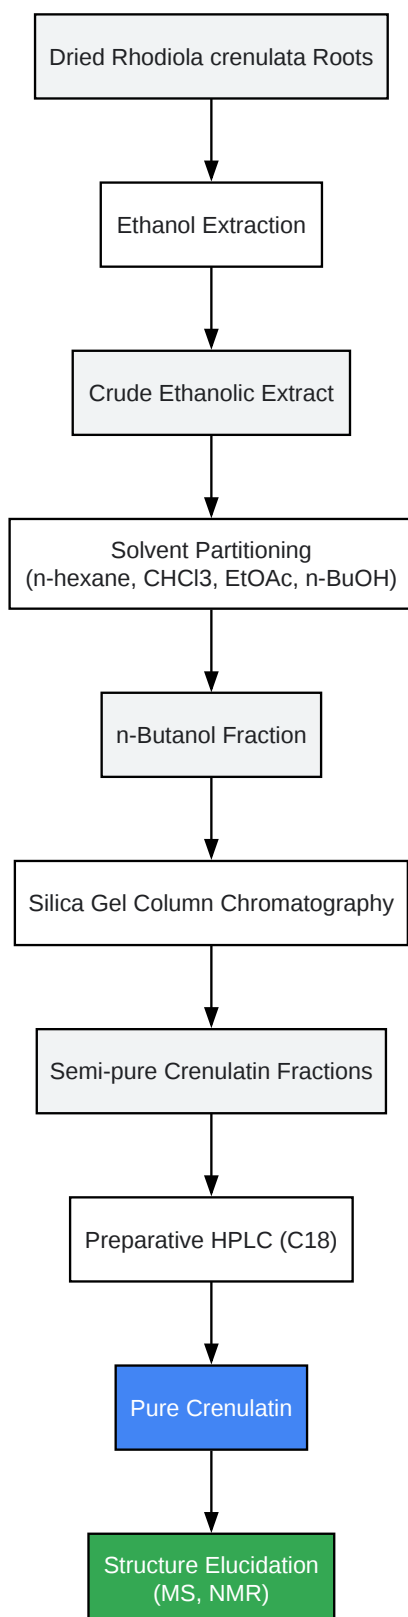 Dried Rhodiola crenulata Roots
Ethanol Extraction
Crude Ethanolic Extract
Solvent Partitioning
(n-hexane, CHCl3, EtOAc, n-BuOH)
n-Butanol Fraction
Silica Gel Column Chromatography
Semi-pure Crenulatin Fractions
Preparative HPLC (C18)
Pure Crenulatin
Structure Elucidation
(MS, NMR)